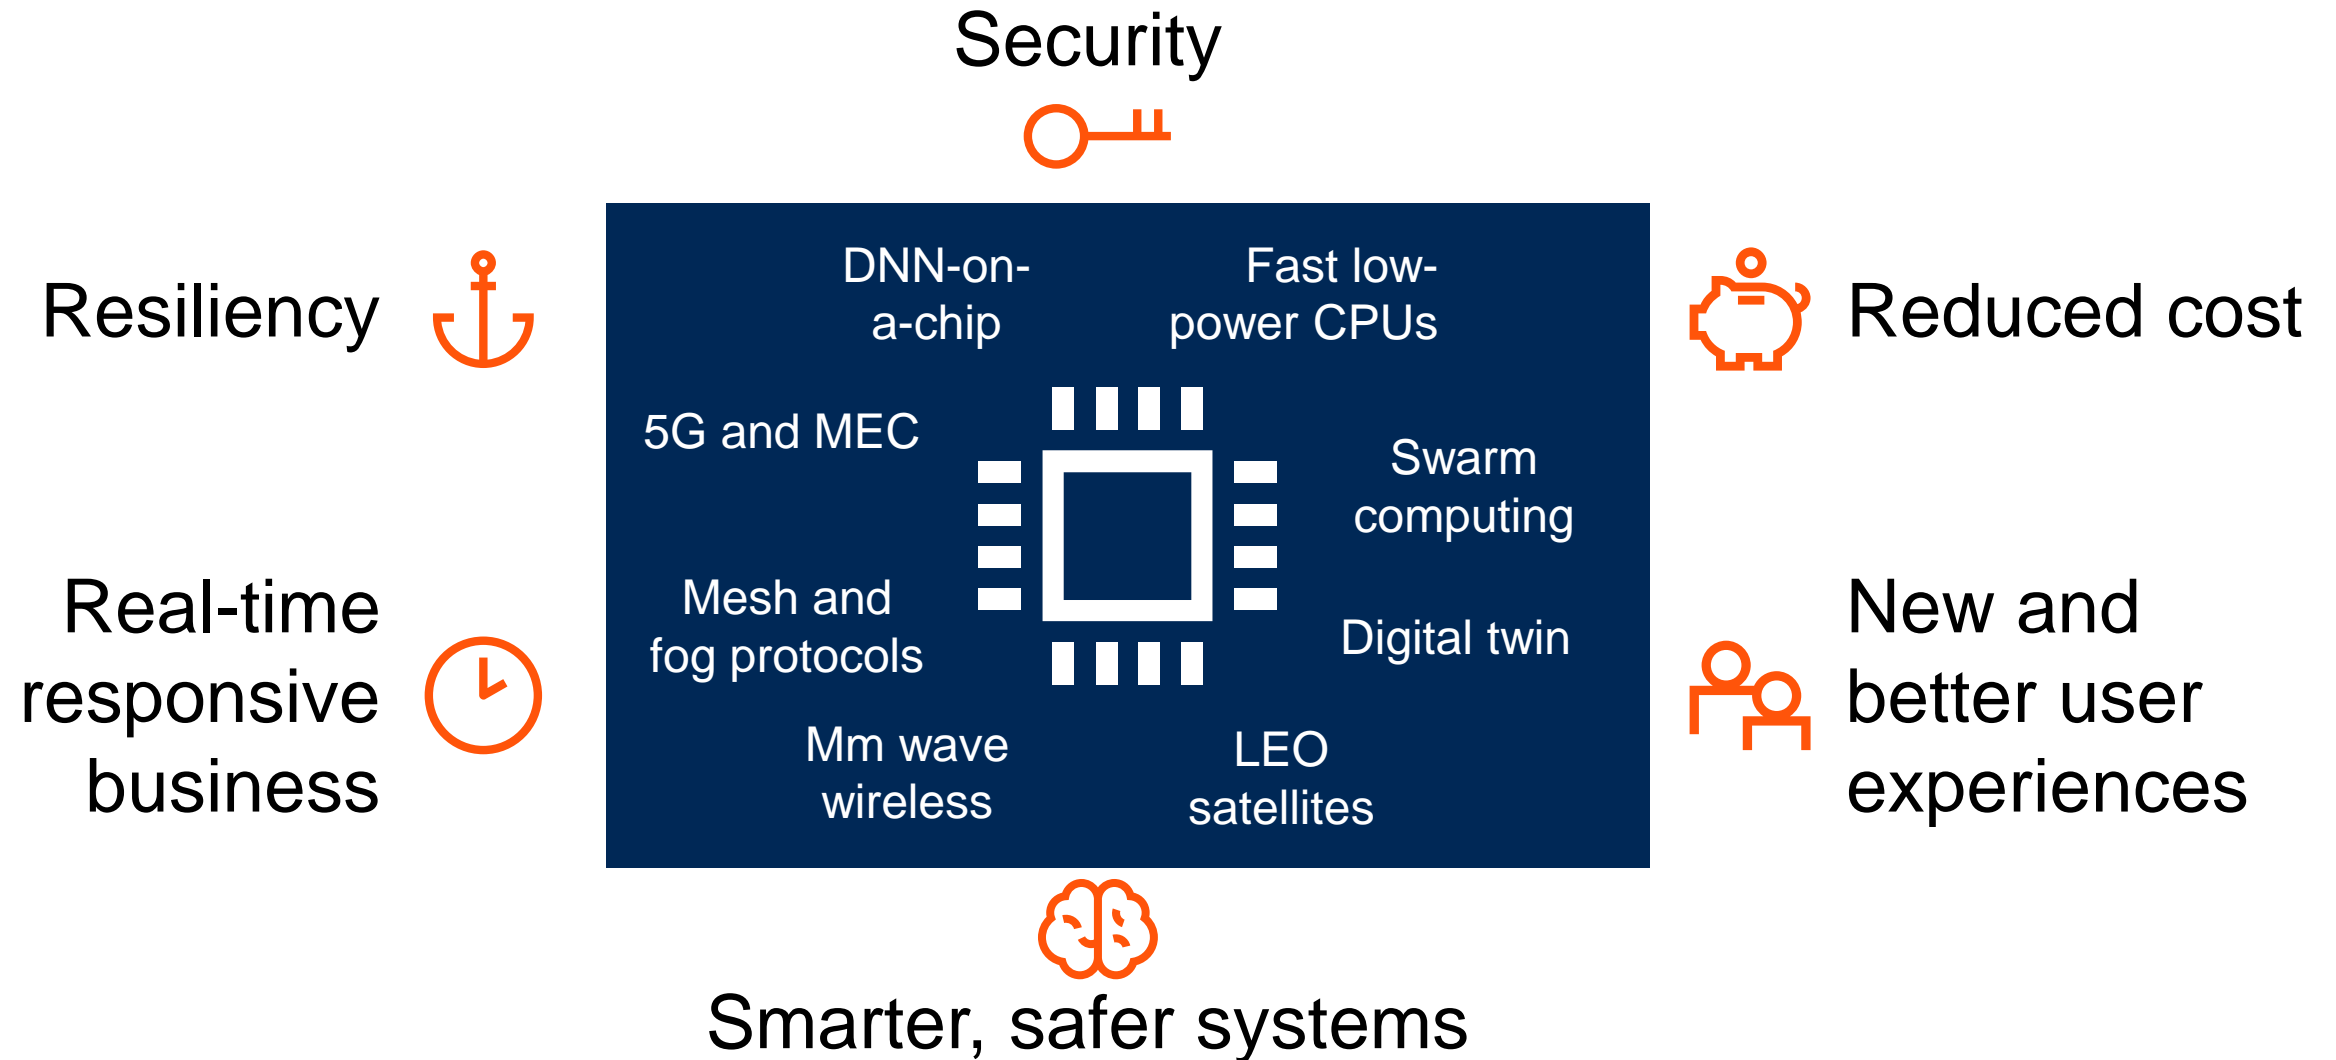 Security
Resiliency
Real-time
responsive
business
DNN-on-
a-chip
Fast low-
power CPUs
5G and MEC
Swarm
computing
Mesh and
fog protocols
Digital twin
Mm wave
wireless
LEO
satellites
Reduced cost
New and
better user
experiences
Smarter, safer systems